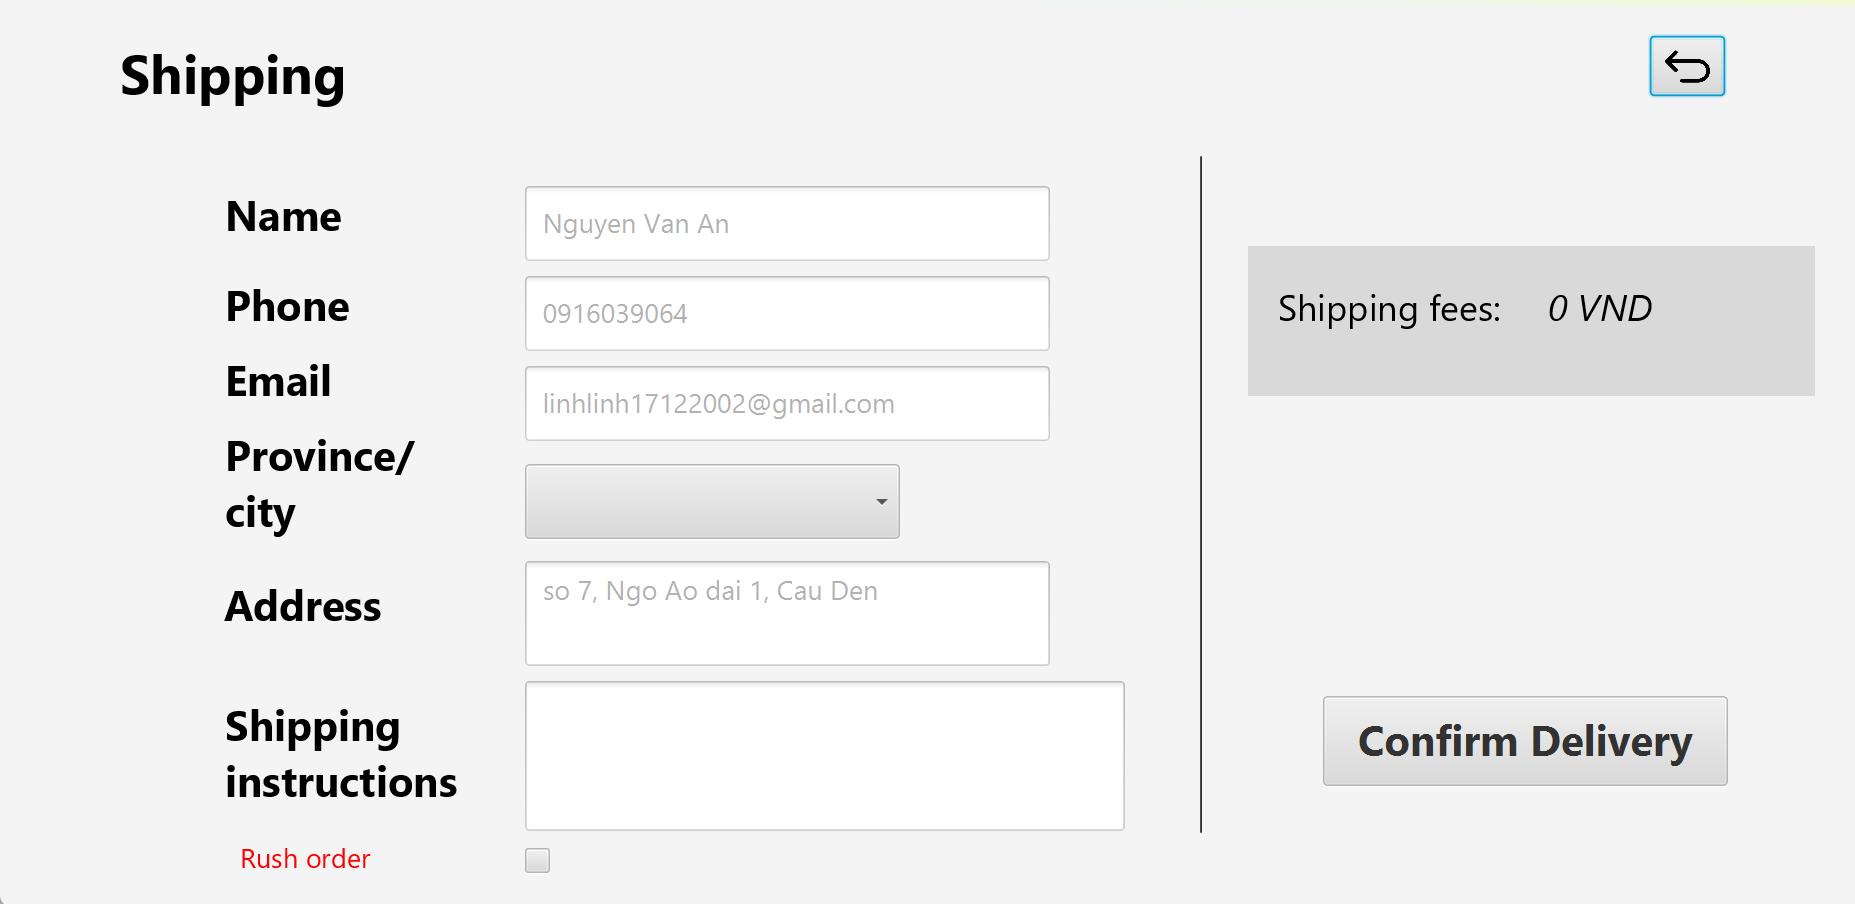 Shipping
Name
Nguyen Van An
Phone
0916039064
Email
linhlinh17122002@gmail.com
Province/
city
Address
so 7, Ngo Ao dai 1, Cau Den
Shipping
instructions
Rush order
Shipping fees: 0 VND
Confirm Delivery